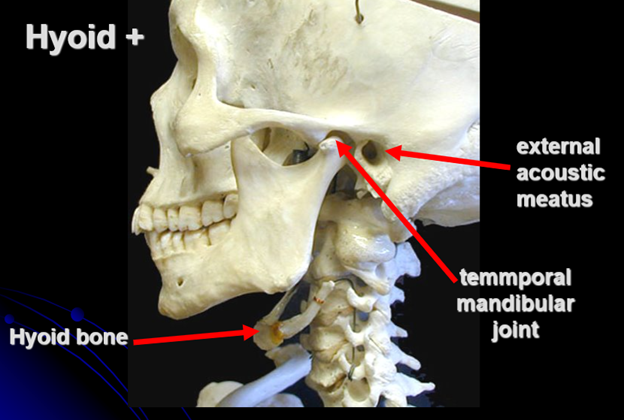 Hyoid +
external
acoustic
meatus
temmporal
mandibular
joint
Hyoid bone